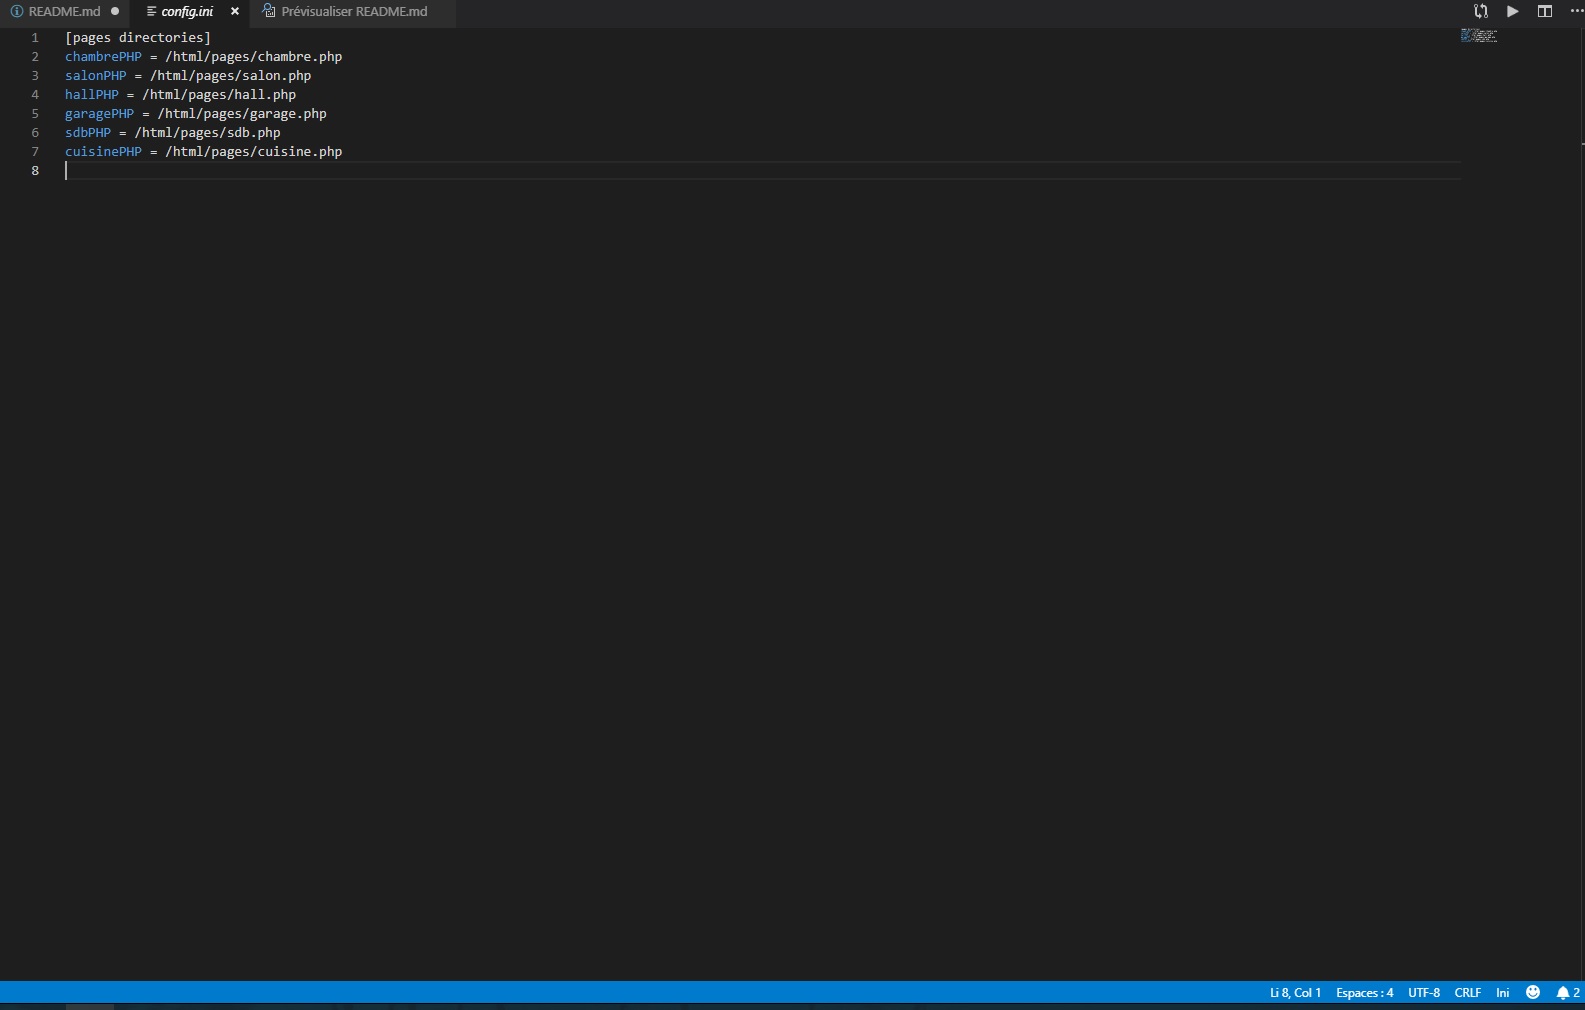 README.md
config.ini
Prévisualiser README.md
1 [pages directories]
2 chambrePHP = /html/pages/chambre.php
3 salonPHP = /html/pages/salon.php
4 hallPHP = /html/pages/hall.php
5 garagePHP = /html/pages/garage.php
6 sdbPHP = /html/pages/sdb.php
7 cuisinePHP = /html/pages/cuisine.php
8
Li 8, Col 1 Espaces : 4 UTF-8 CRLF Ini 2